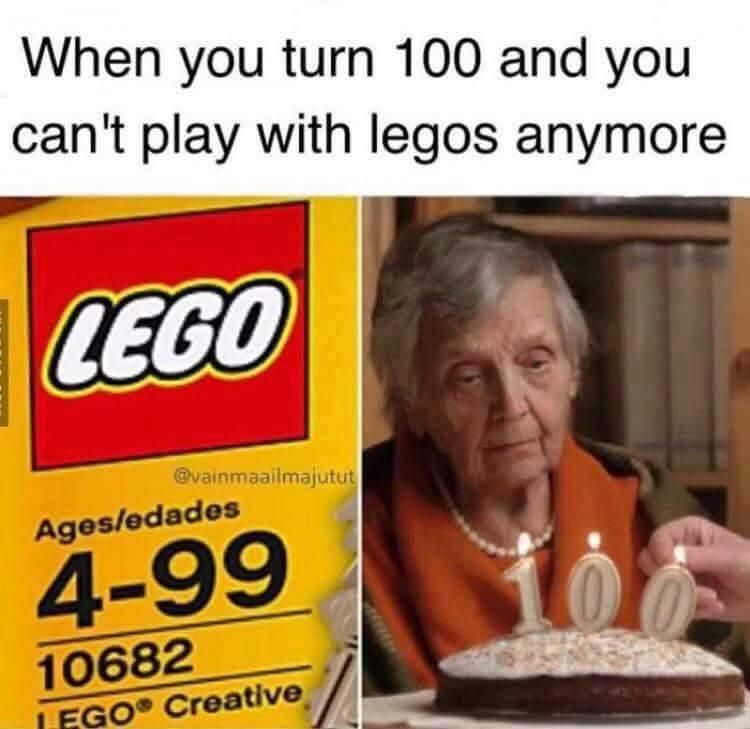 When you turn 100 and you
can't play with legos anymore
LEGO
@vainmaailmajutut
Ages/edades
4-99
10682
LEGO® Creative
100